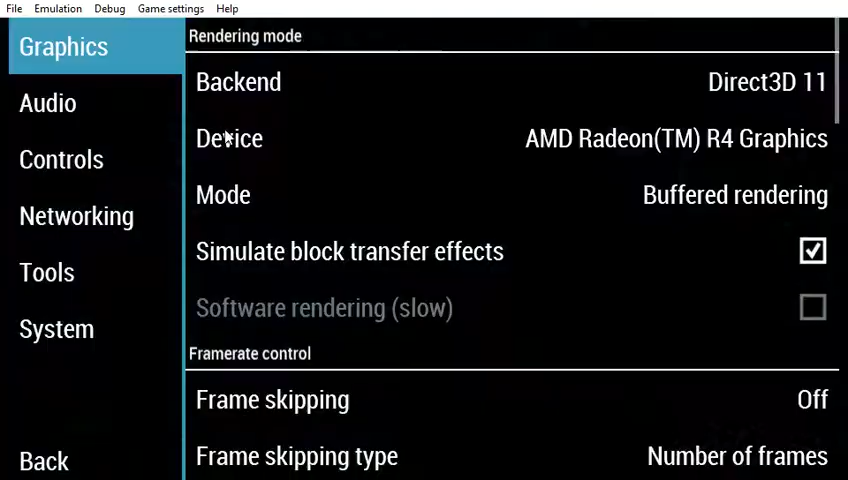 File Emulation Debug Game settings Help
Graphics
Audio
Controls
Networking
Tools
System
Back
Rendering mode
Backend Direct3D 11
Device AMD Radeon(TM) R4 Graphics
Mode Buffered rendering
Simulate block transfer effects
Software rendering (slow)
Framerate control
Frame skipping Off
Frame skipping type Number of frames